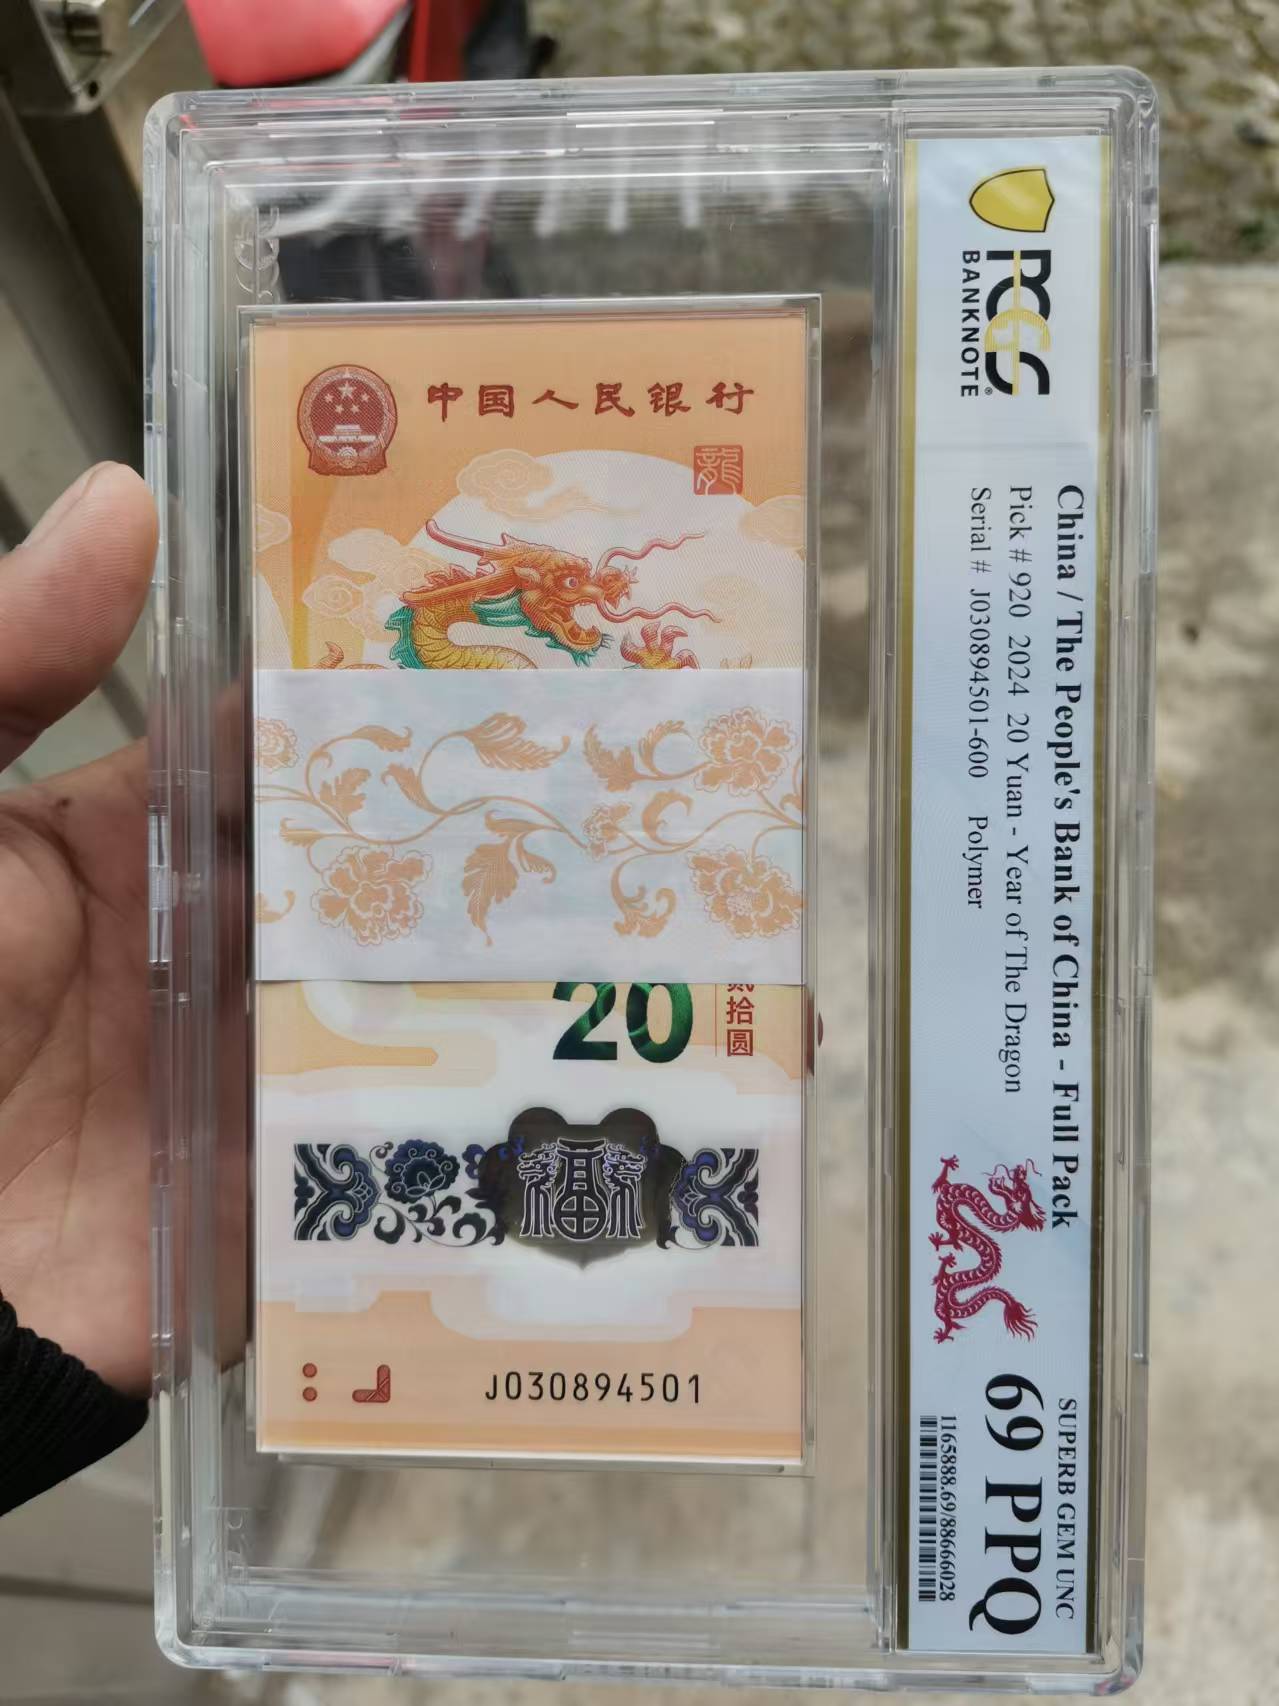 PCGS
BANKNOTE
China / The People's Bank of China - Full Pack
Pick # 920 2024 20 Yuan - Year of The Dragon
Serial # J030894501-600 Polymer
SUPERB GEM UNC
69 PPQ
1165888.69/88666028
中国人民银行
龍
20
贰拾圆
福
J030894501